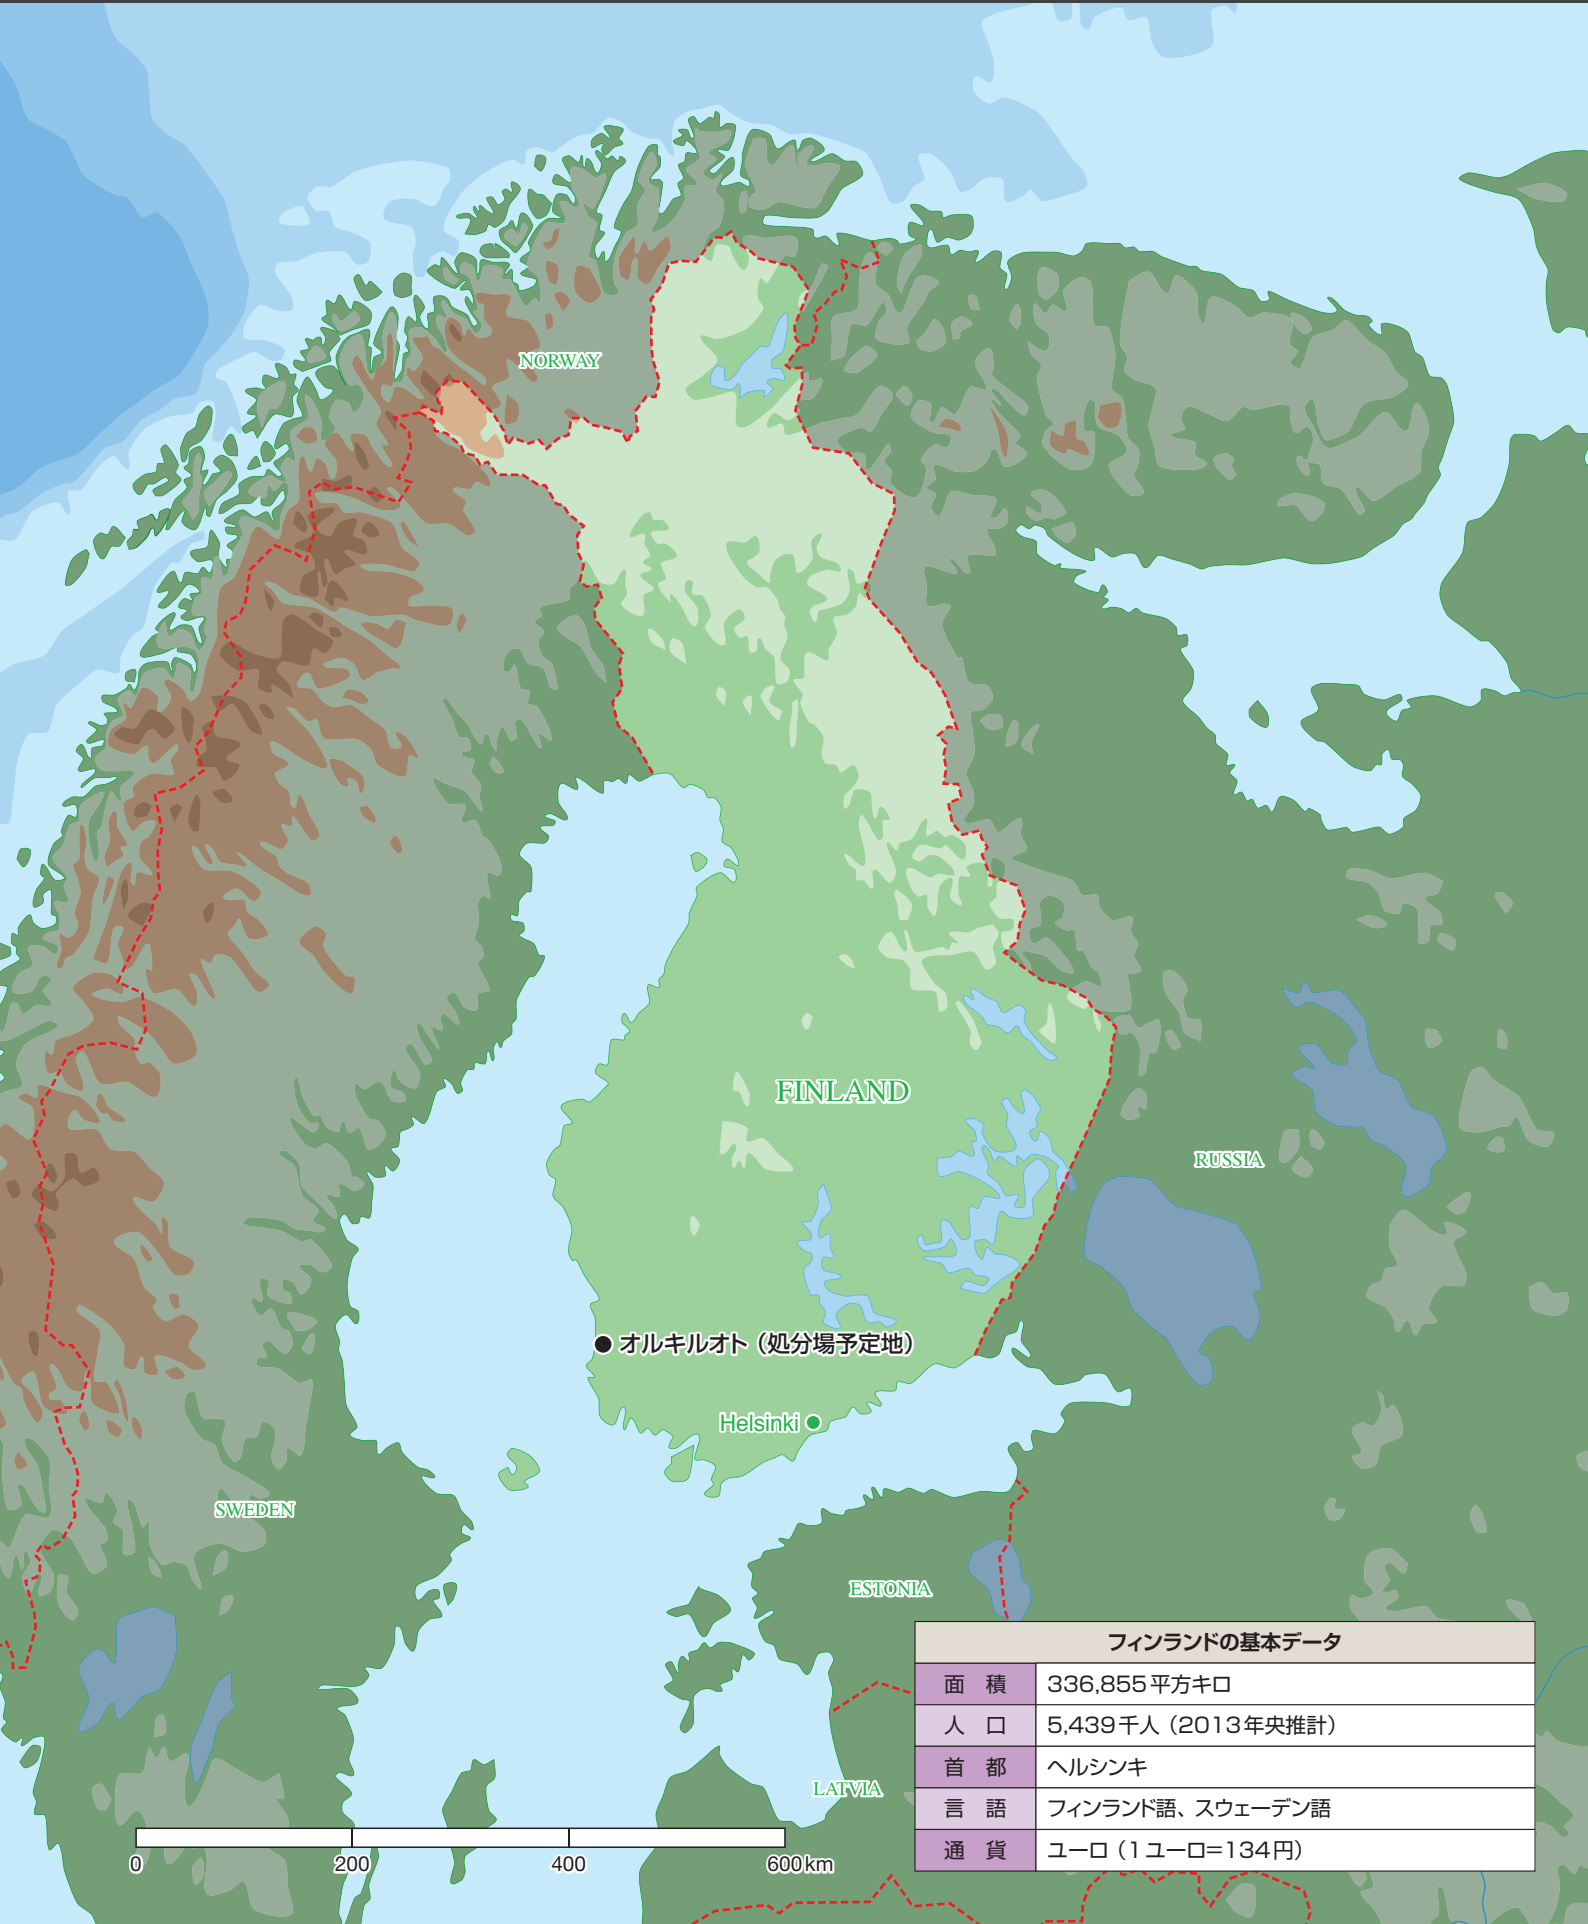 NORWAY
FINLAND
RUSSIA
オルキルオト（処分場予定地）
Helsinki
SWEDEN
ESTONIA
LATVIA
フィンランドの基本データ
面 積 336,855平方キロ
人 口 5,439千人（2013年央推計）
首 都 ヘルシンキ
言 語 フィンランド語、スウェーデン語
通 貨 ユーロ（1ユーロ=134円）
0 200 400 600km